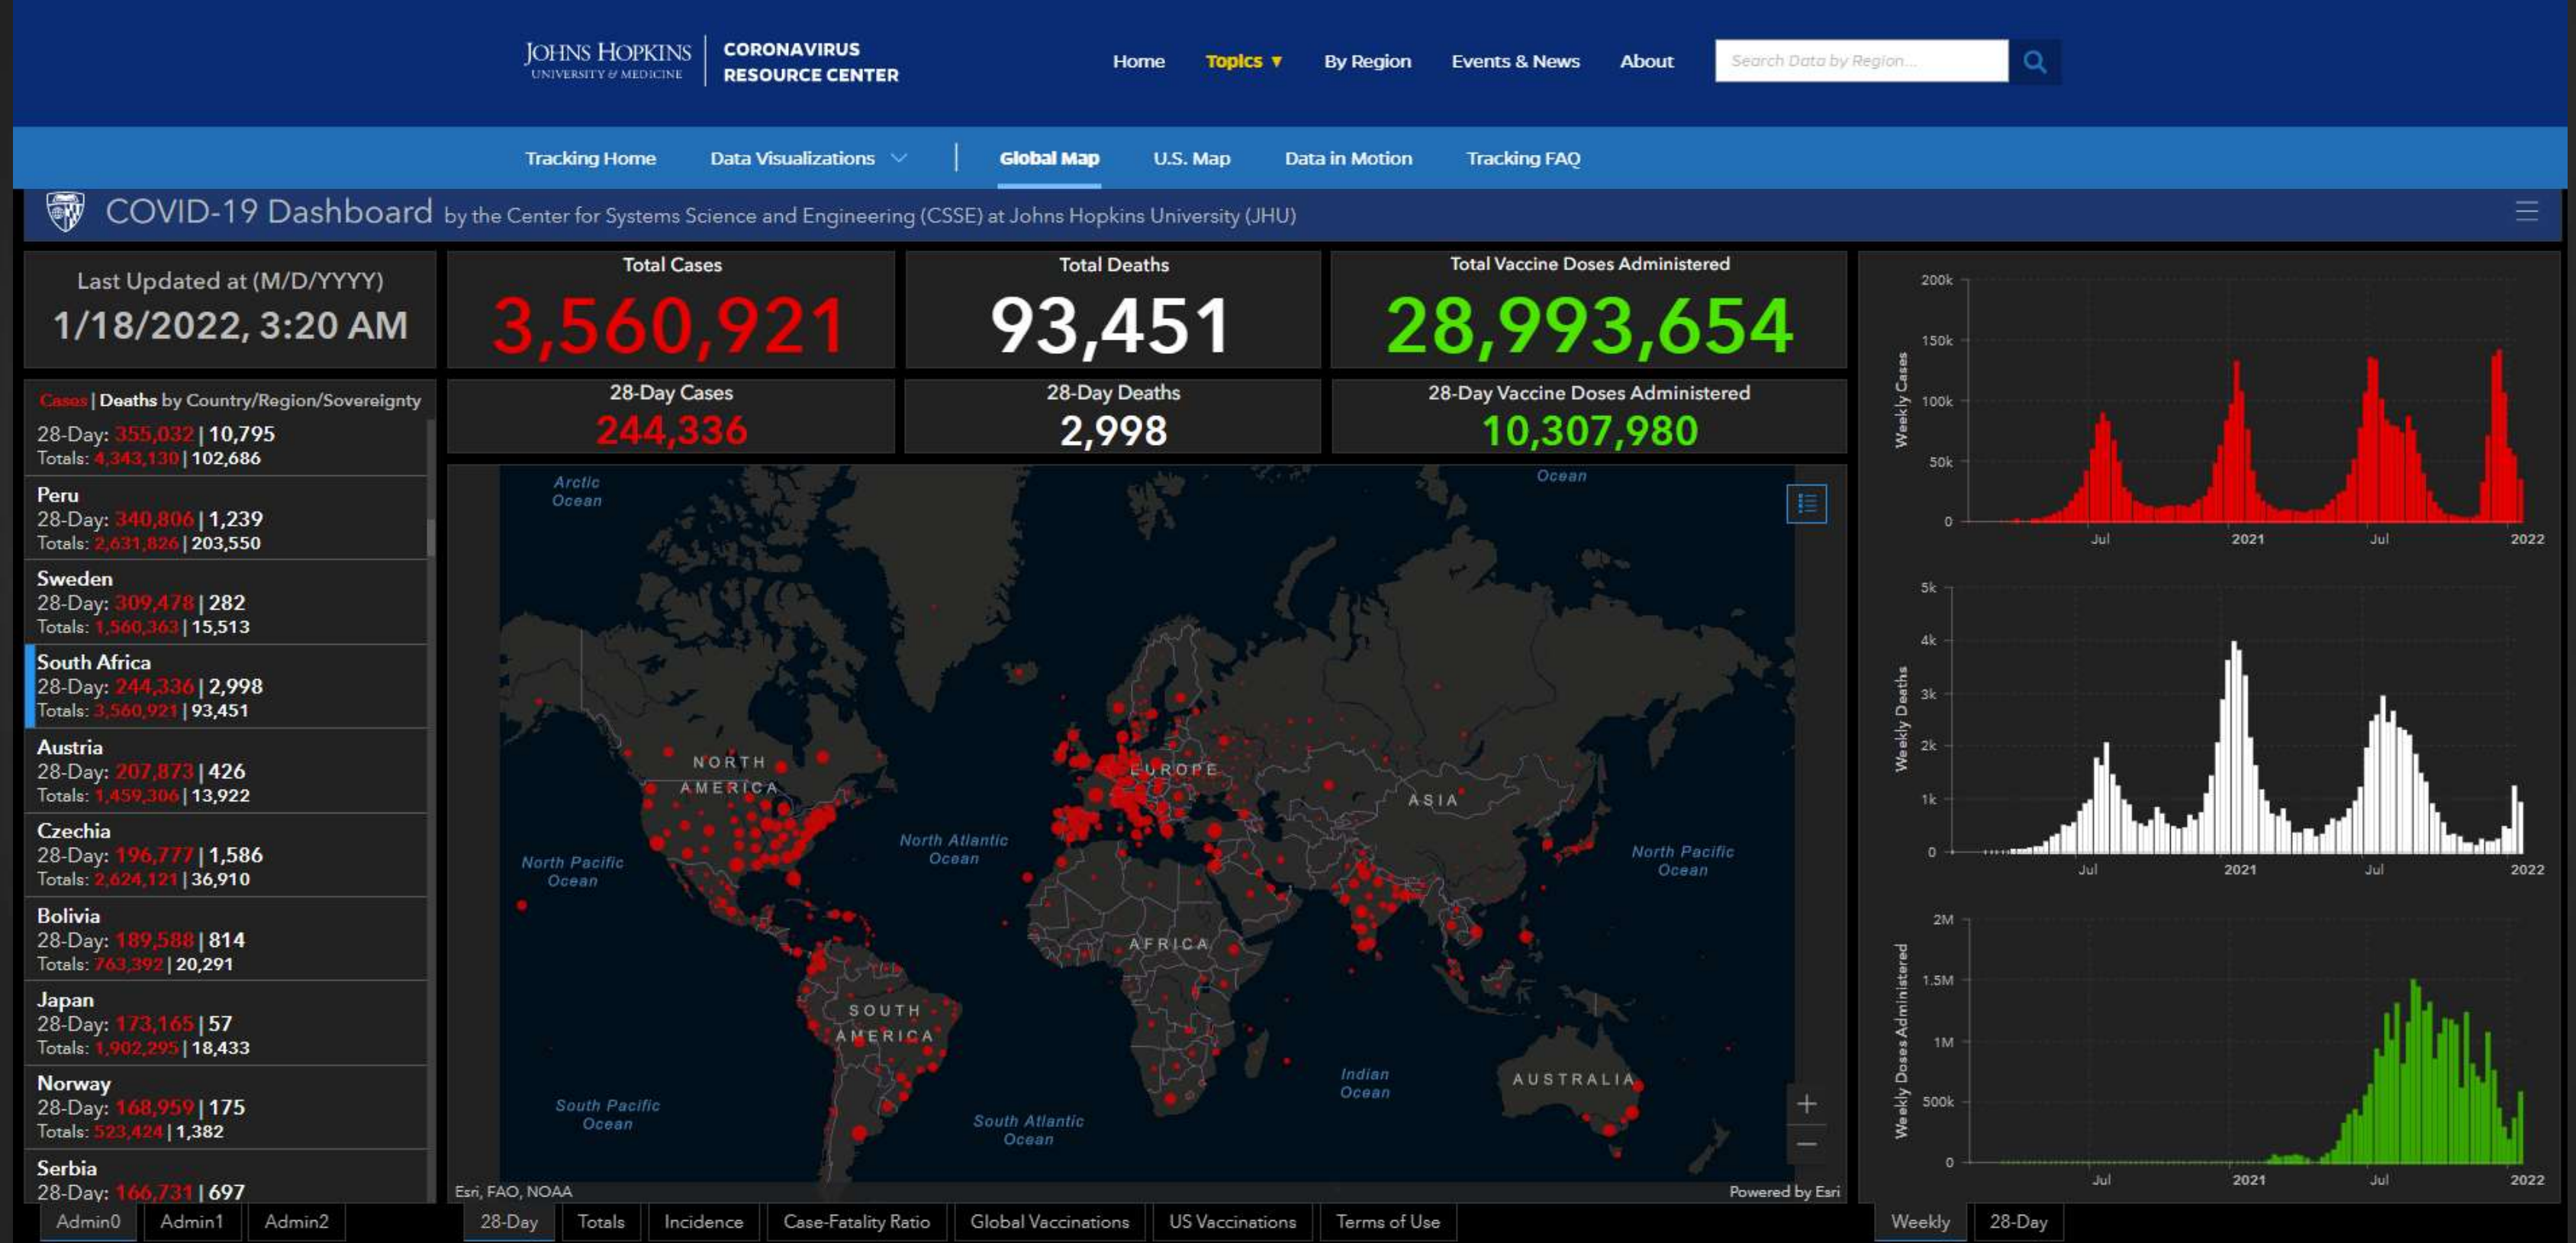 JOHNS HOPKINS
UNIVERSITY & MEDICINE
CORONAVIRUS
RESOURCE CENTER
Home
Topics ▼
By Region
Events & News
About
Search Data by Region...
Tracking Home
Data Visualizations
Global Map
U.S. Map
Data in Motion
Tracking FAQ
COVID-19 Dashboard by the Center for Systems Science and Engineering (CSSE) at Johns Hopkins University (JHU)
Last Updated at (M/D/YYYY)
1/18/2022, 3:20 AM
Cases | Deaths by Country/Region/Sovereignty
28-Day: 355,032 | 10,795
Totals: 4,343,130 | 102,686
Peru
28-Day: 340,806 | 1,239
Totals: 2,631,826 | 203,550
Sweden
28-Day: 309,478 | 282
Totals: 1,560,363 | 15,513
South Africa
28-Day: 244,336 | 2,998
Totals: 3,560,921 | 93,451
Austria
28-Day: 207,873 | 426
Totals: 1,459,306 | 13,922
Czechia
28-Day: 196,777 | 1,586
Totals: 2,624,121 | 36,910
Bolivia
28-Day: 189,588 | 814
Totals: 763,392 | 20,291
Japan
28-Day: 173,165 | 57
Totals: 1,902,295 | 18,433
Norway
28-Day: 168,959 | 175
Totals: 523,424 | 1,382
Serbia
28-Day: 166,731 | 697
Admin0
Admin1
Admin2
Total Cases
3,560,921
Total Deaths
93,451
Total Vaccine Doses Administered
28,993,654
28-Day Cases
244,336
28-Day Deaths
2,998
28-Day Vaccine Doses Administered
10,307,980
Arctic
Ocean
Ocean
NORTH
AMERICA
EUROPE
ASIA
North Atlantic
Ocean
North Pacific
Ocean
North Pacific
Ocean
AFRICA
SOUTH
AMERICA
Indian
Ocean
AUSTRALIA
South Pacific
Ocean
South Atlantic
Ocean
+
−
Esri, FAO, NOAA
Powered by Esri
28-Day
Totals
Incidence
Case-Fatality Ratio
Global Vaccinations
US Vaccinations
Terms of Use
Weekly Cases
200k
150k
100k
50k
0
Jul
2021
Jul
2022
Weekly Deaths
5k
4k
3k
2k
1k
0
Jul
2021
Jul
2022
Weekly Doses Administered
2M
1.5M
1M
500k
0
Jul
2021
Jul
2022
Weekly
28-Day